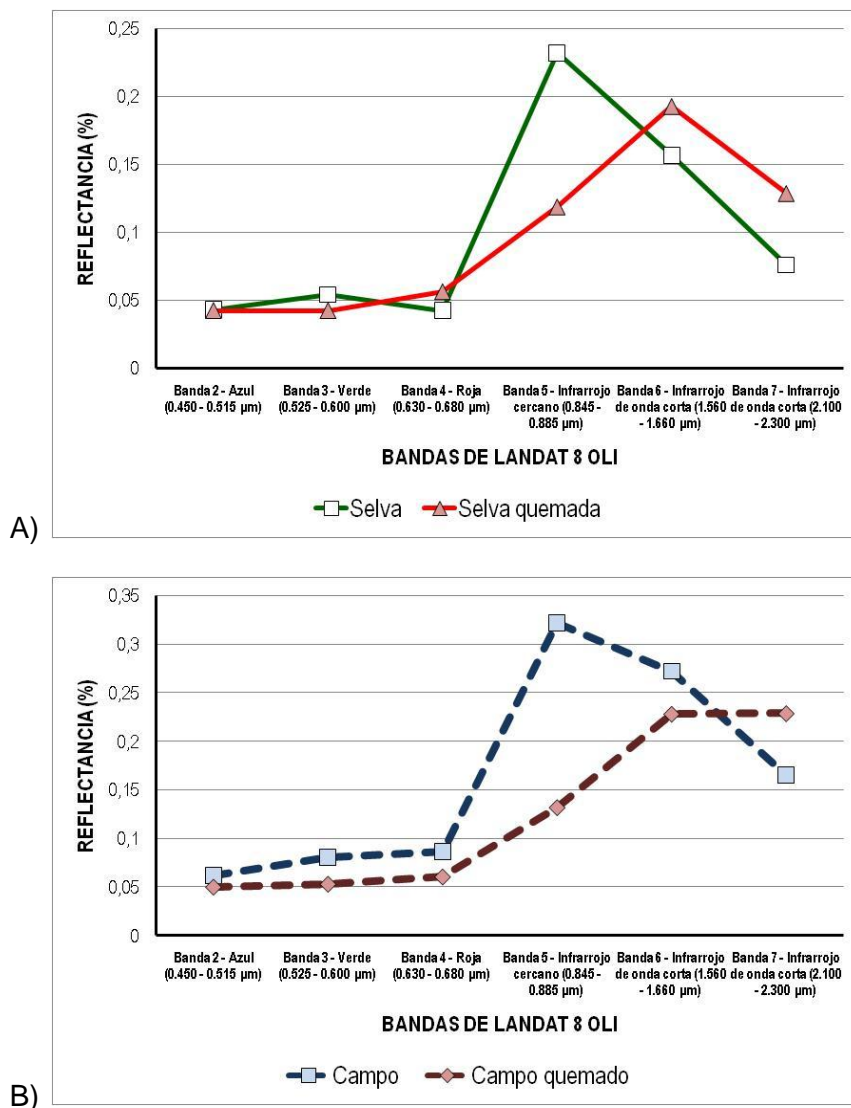 0,25
0,2
0,15
0,1
0,05
0
REFLECTANCIA (%)
Banda 2 - Azul
(0.450 - 0.515 µm)
Banda 3 - Verde
(0.525 - 0.600 µm)
Banda 4 - Roja
(0.630 - 0.680 µm)
Banda 5 - Infrarrojo
cercano (0.845 -
0.885 µm)
Banda 6 - Infrarrojo
de onda corta (1.560
- 1.660 µm)
Banda 7 - Infrarrojo
de onda corta (2.100
- 2.300 µm)
BANDAS DE LANDAT 8 OLI
Selva
Selva quemada
A)
0,35
0,3
0,25
0,2
0,15
0,1
0,05
0
REFLECTANCIA (%)
Banda 2 - Azul
(0.450 - 0.515 µm)
Banda 3 - Verde
(0.525 - 0.600 µm)
Banda 4 - Roja
(0.630 - 0.680 µm)
Banda 5 - Infrarrojo
cercano (0.845 -
0.885 µm)
Banda 6 - Infrarrojo
de onda corta (1.560
- 1.660 µm)
Banda 7 - Infrarrojo
de onda corta (2.100
- 2.300 µm)
BANDAS DE LANDAT 8 OLI
Campo
Campo quemado
B)